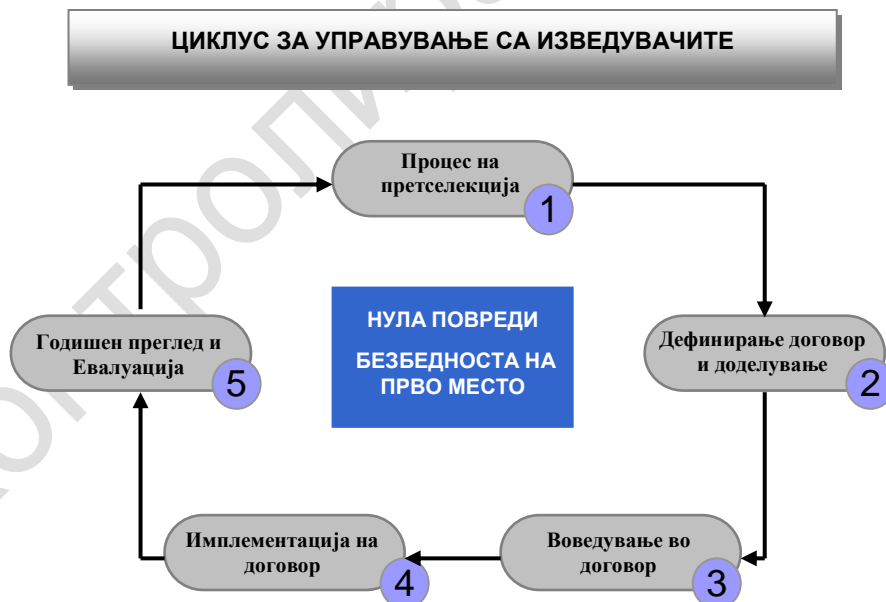 ЦИКЛУС ЗА УПРАВУВАЊЕ СА ИЗВЕДУВАЧИТЕ
Процес на
претселекција
1
НУЛА ПОВРЕДИ
БЕЗБЕДНОСТА НА
ПРВО МЕСТО
Дефинирање договор
и доделување
2
Годишен преглед и
Евалуација
5
Имплементација на
договор
4
Воведување во
договор
3